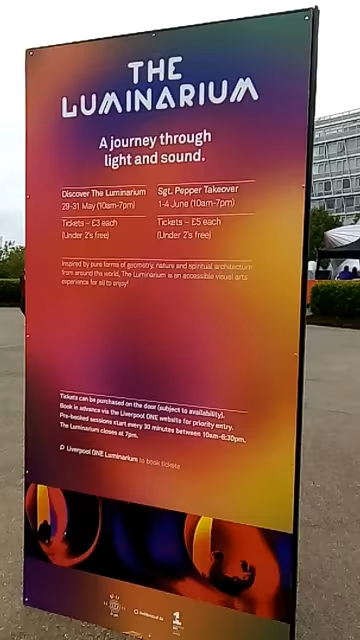 THE
LUMINARIUM
A journey through
light and sound.
Discover The Luminarium
29-31 May (10am-7pm)
Tickets – £3 each
(Under 2's free)
Sgt. Pepper Takeover
1-4 June (10am-7pm)
Tickets – £5 each
(Under 2's free)
Inspired by pure forms of geometry, nature and spiritual architecture
from around the world, The Luminarium is an accessible visual arts
experience for all to enjoy!
Tickets can be purchased on the door (subject to availability).
Book in advance via the Liverpool ONE website for priority entry.
Pre-booked sessions start every 30 minutes between 10am-6:30pm.
The Luminarium closes at 7pm.
Liverpool ONE Luminarium to book tickets